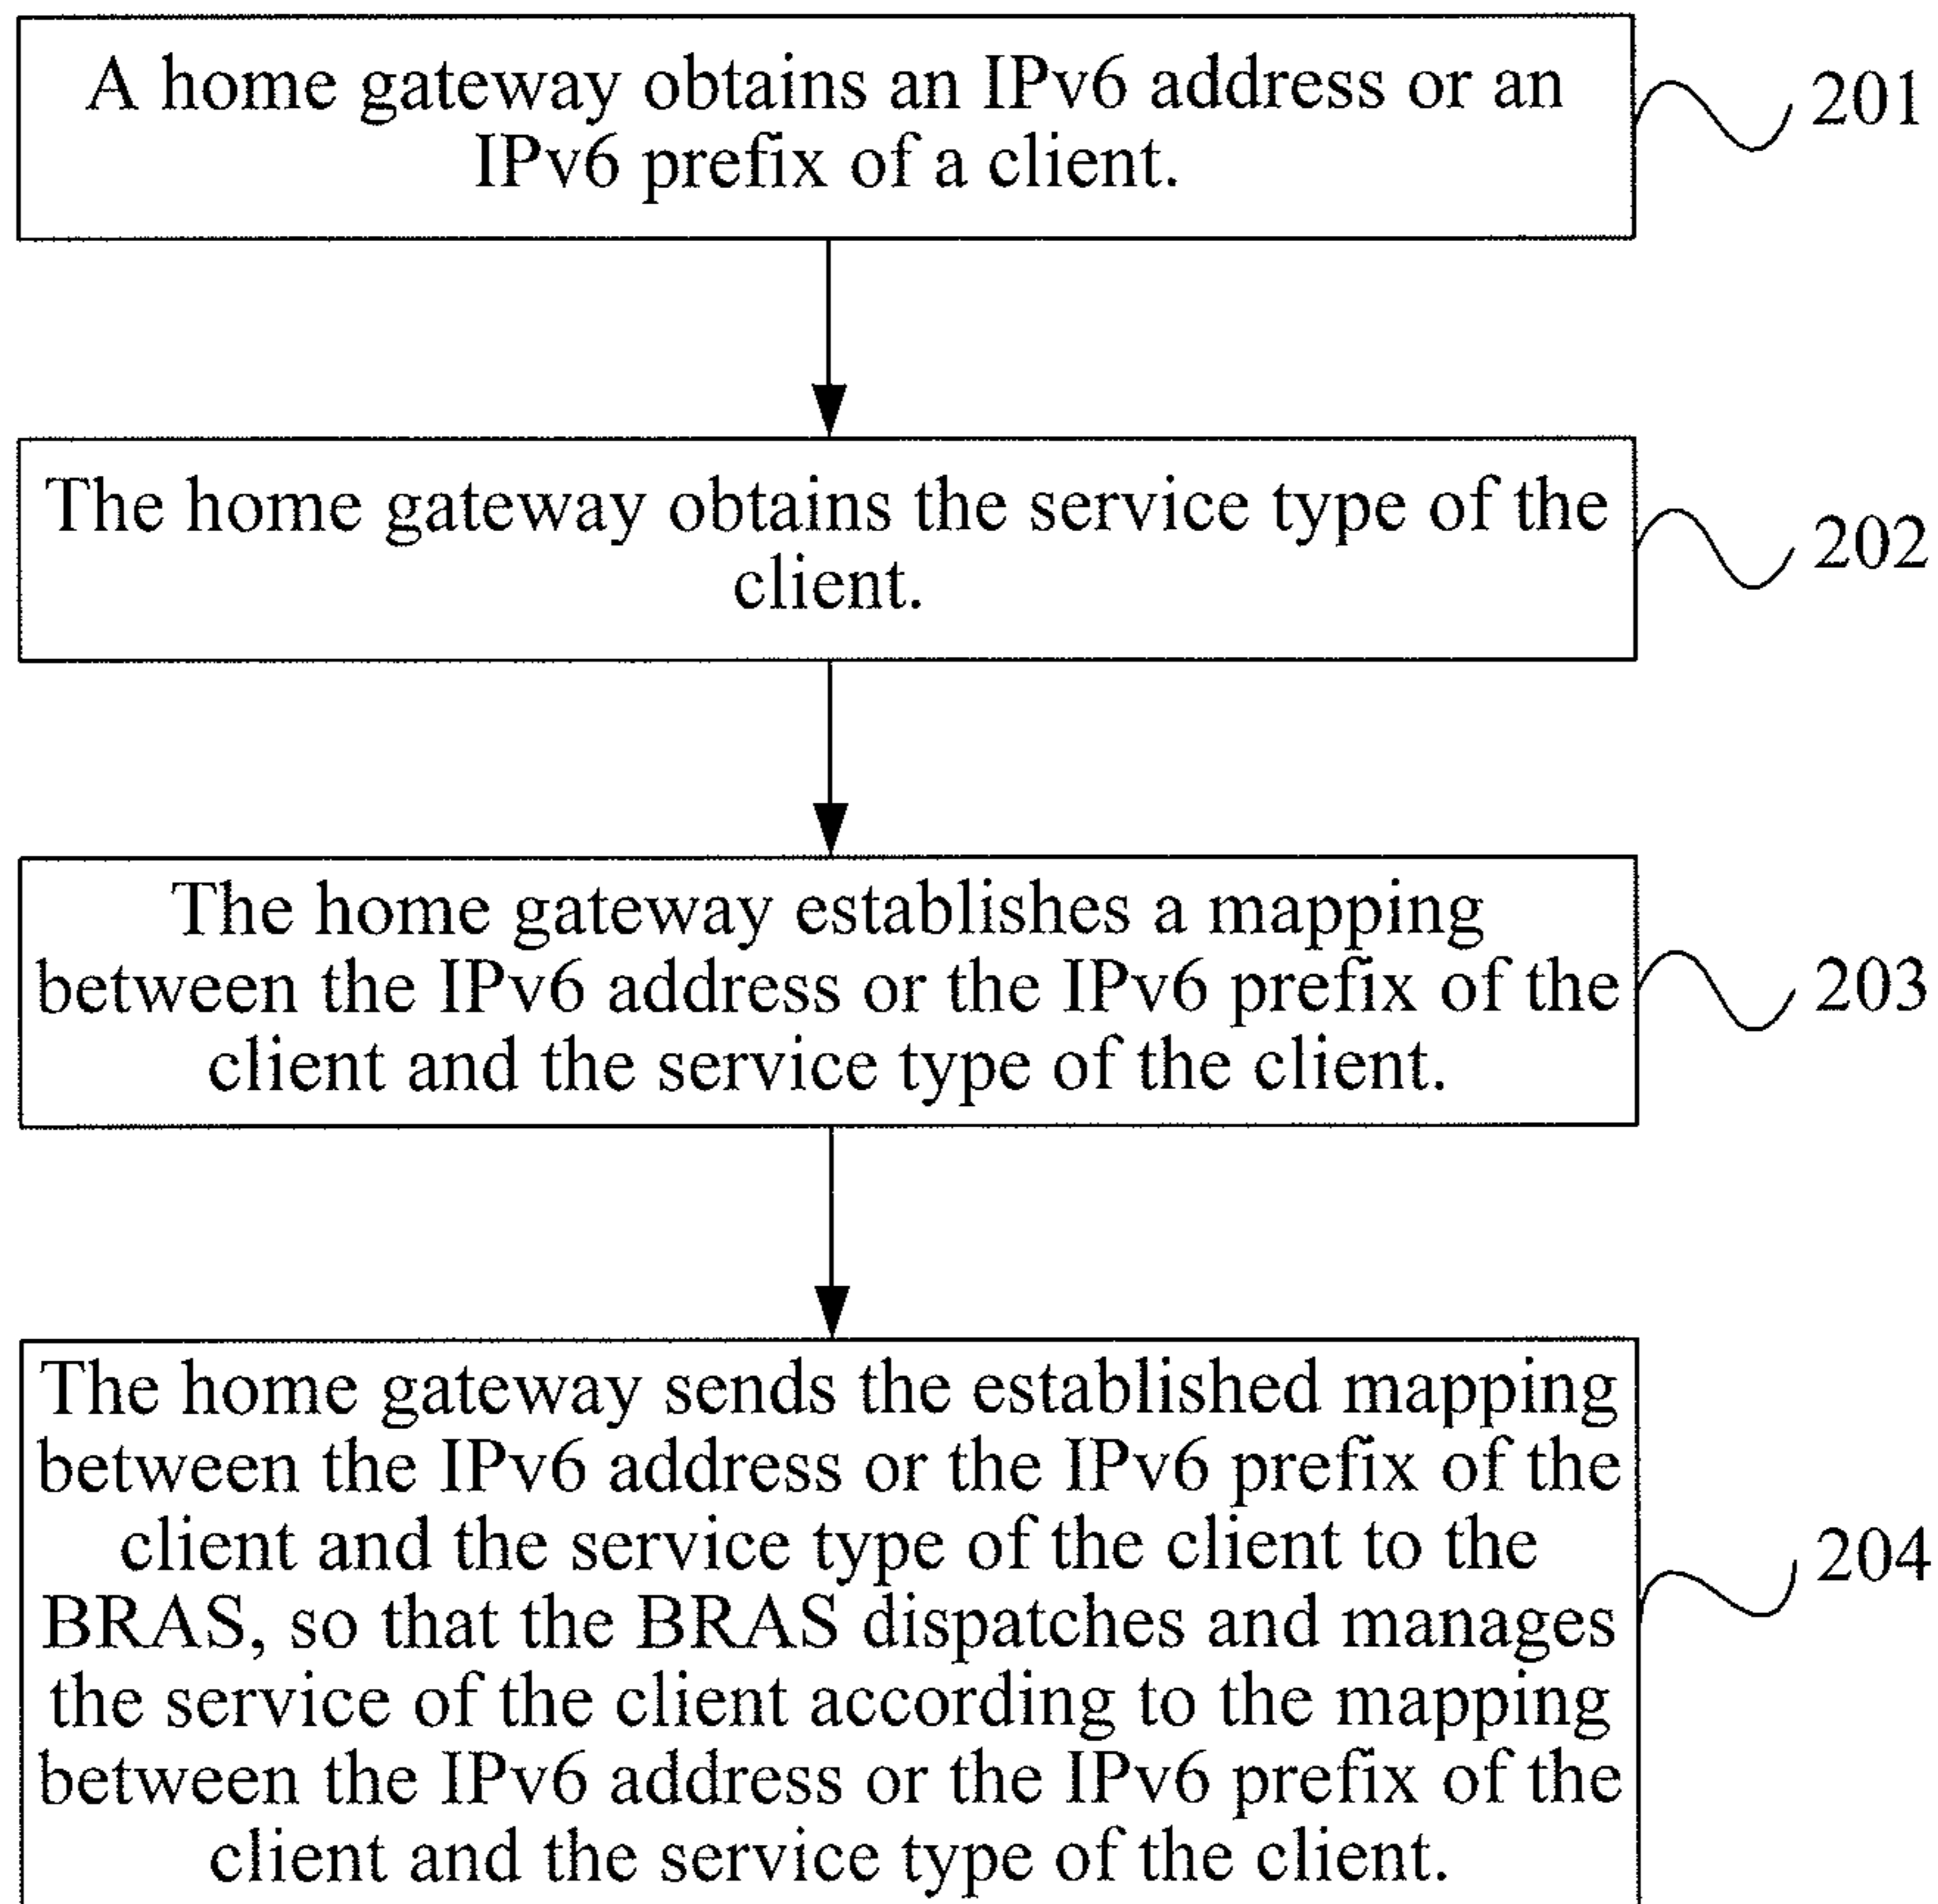 A home gateway obtains an IPv6 address or an
IPv6 prefix of a client.
201
The home gateway obtains the service type of the
client.
202
The home gateway establishes a mapping
between the IPv6 address or the IPv6 prefix of the
client and the service type of the client.
203
The home gateway sends the established mapping
between the IPv6 address or the IPv6 prefix of the
client and the service type of the client to the
BRAS, so that the BRAS dispatches and manages
the service of the client according to the mapping
between the IPv6 address or the IPv6 prefix of the
client and the service type of the client.
204